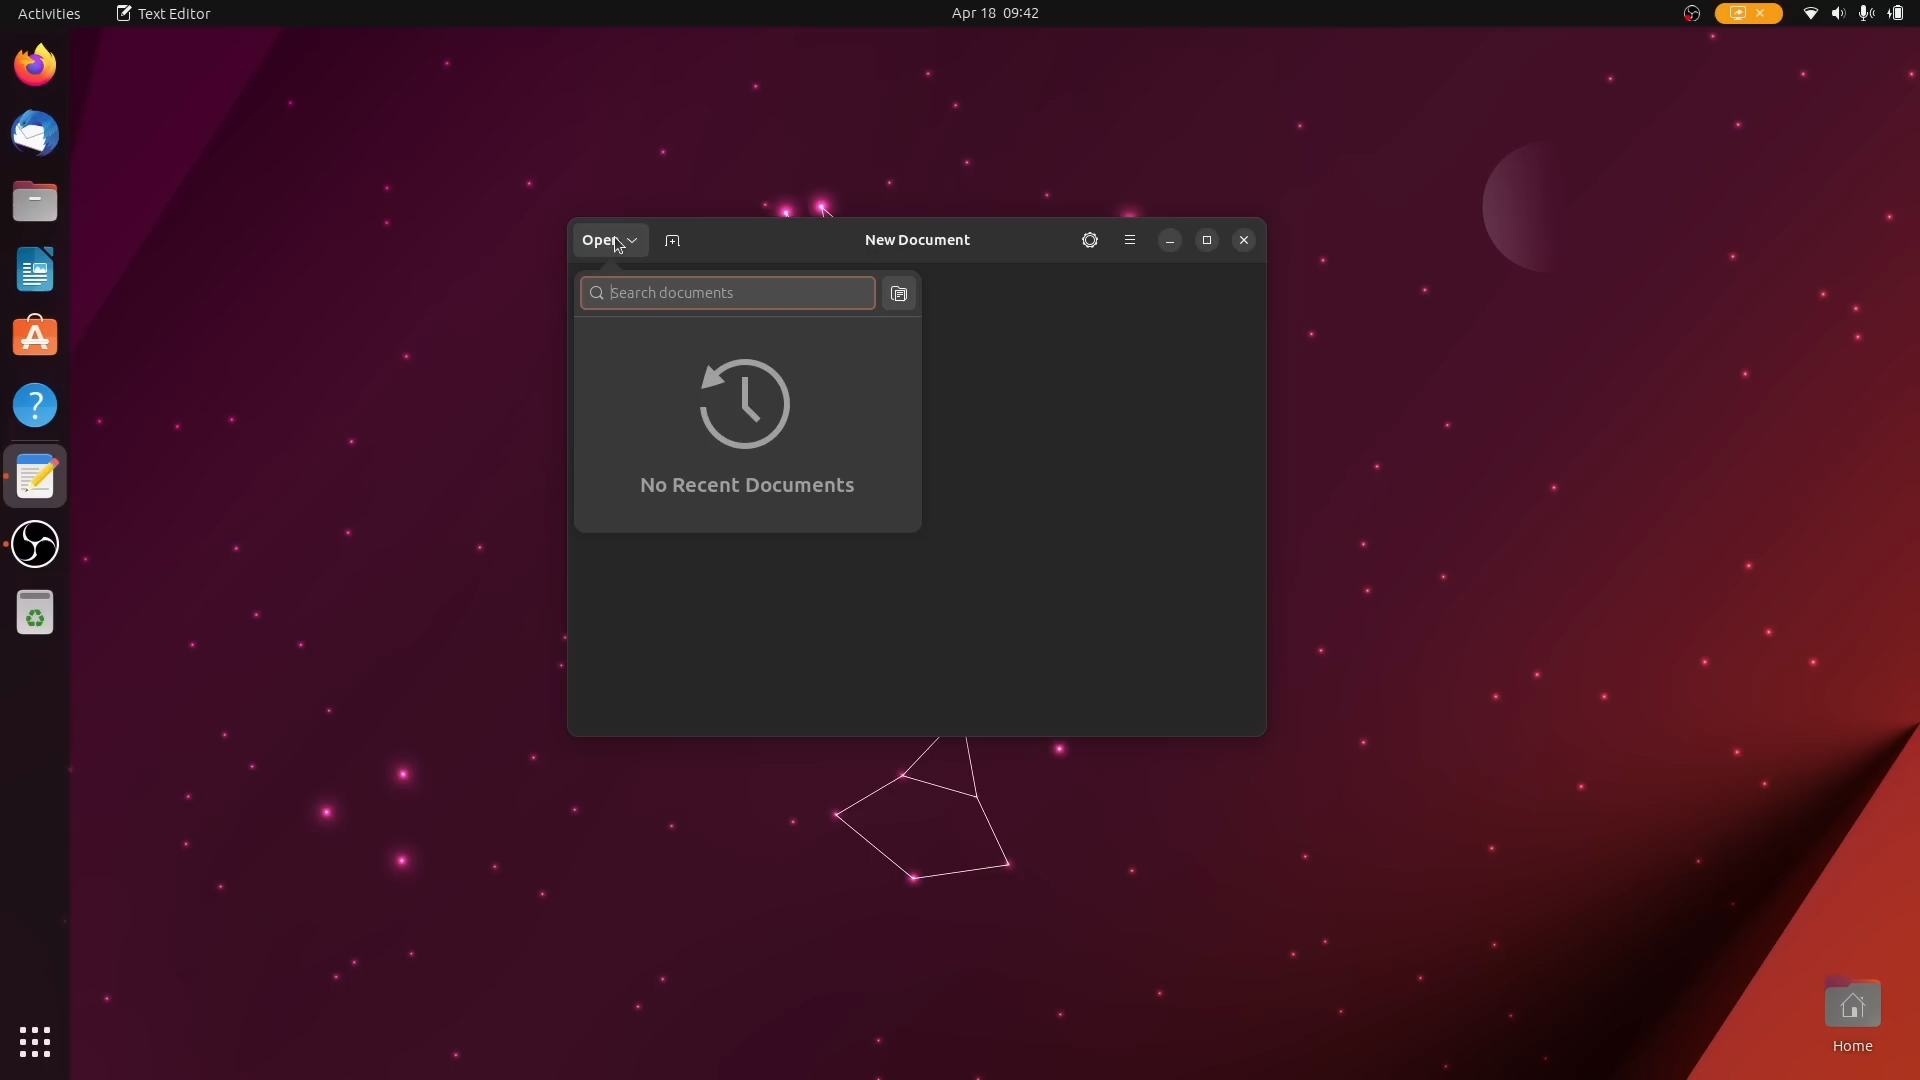 Activities
Text Editor
Apr 18 09:42
Open
New Document
Search documents
No Recent Documents
Home